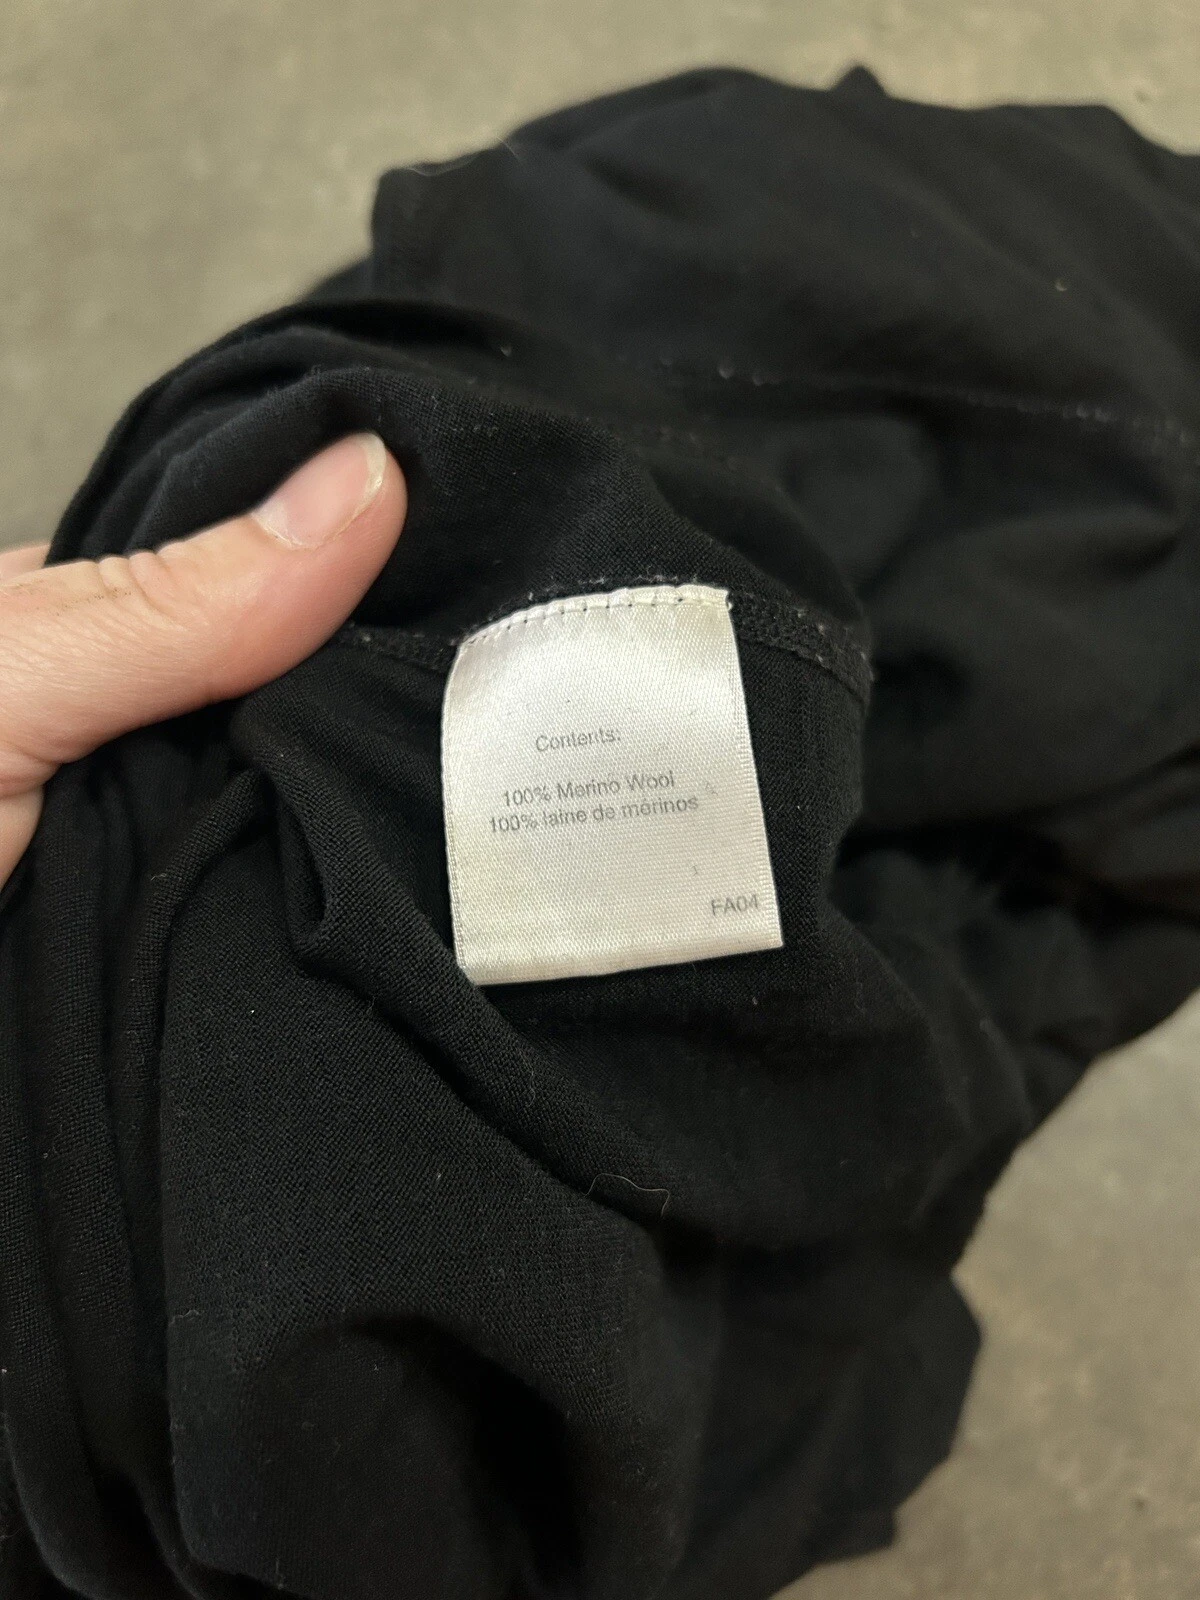 Contents:
100% Merino Wool
100% laine de mérinos
FA04